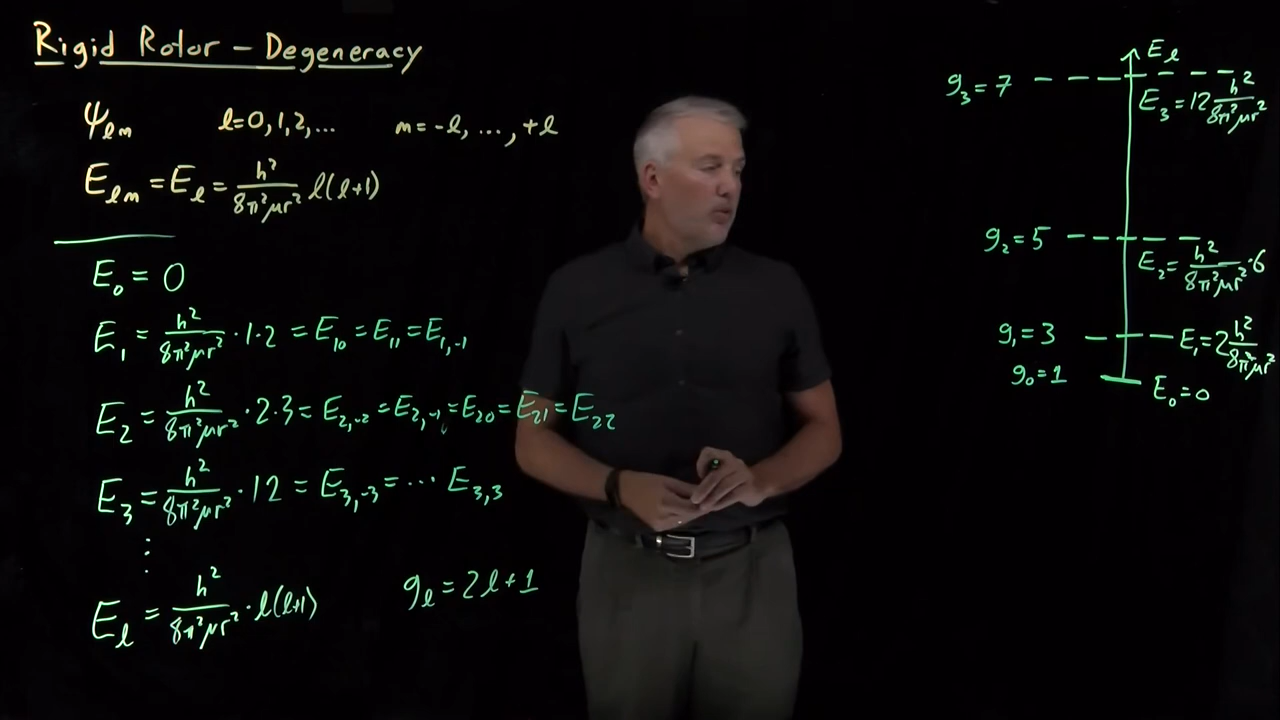 Rigid Rotor – Degeneracy
ψₗₘ l=0,1,2,... m=-l, ..., +l
Eₗₘ = Eₗ = h²/8π²μr² l(l+1)
E₀ = 0
E₁ = h²/8π²μr² · 1·2 = E₁₀ = E₁₁ = E₁,₋₁
E₂ = h²/8π²μr² · 2·3 = E₂,₋₂ = E₂,₋₁ = E₂₀ = E₂₁ = E₂₂
E₃ = h²/8π²μr² · 12 = E₃,₋₃ = ··· E₃,₃
⋮
Eₗ = h²/8π²μr² · l(l+1) gₗ = 2l+1
Eₗ
g₃ = 7 E₃ = 12 h²/8π²μr²
g₂ = 5 E₂ = h²/8π²μr² ·6
g₁ = 3 E₁ = 2 h²/8π²μr²
g₀ = 1 E₀ = 0